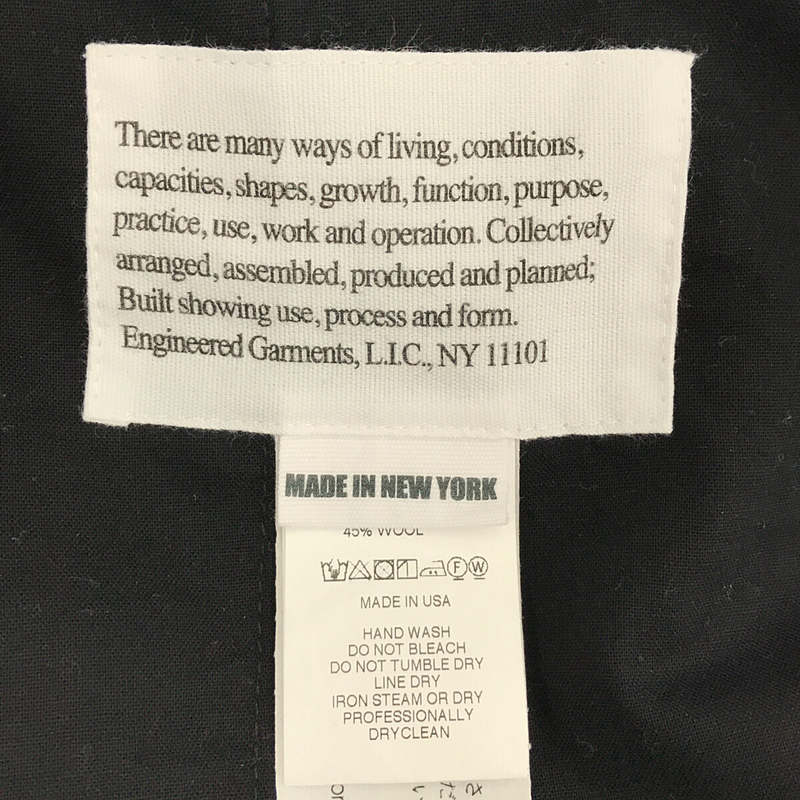 There are many ways of living, conditions,
capacities, shapes, growth, function, purpose,
practice, use, work and operation. Collectively
arranged, assembled, produced and planned;
Built showing use, process and form.
Engineered Garments, L.I.C., NY 11101
MADE IN NEW YORK
45% WOOL
F W
MADE IN USA
HAND WASH
DO NOT BLEACH
DO NOT TUMBLE DRY
LINE DRY
IRON STEAM OR DRY
PROFESSIONALLY
DRYCLEAN